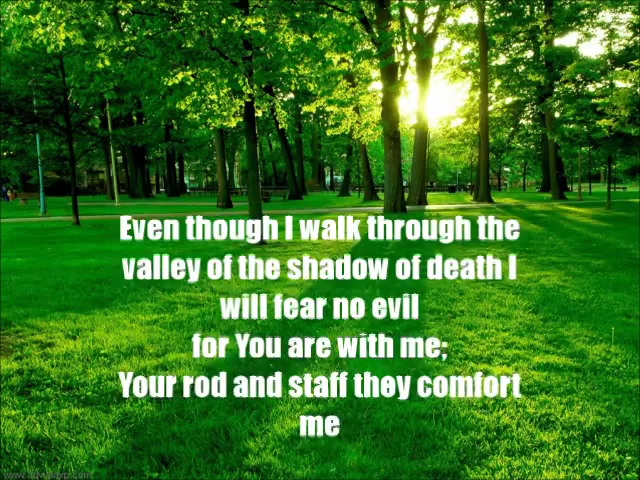 Even though I walk through the
valley of the shadow of death I
will fear no evil
for You are with me;
Your rod and staff they comfort
me